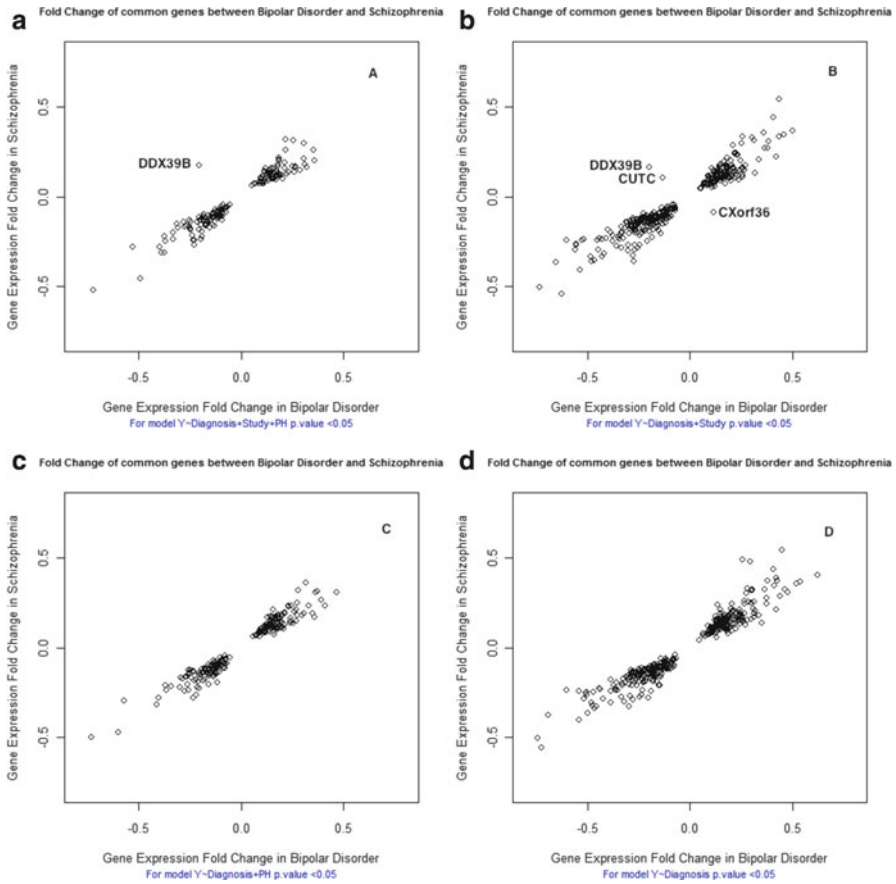 a
Fold Change of common genes between Bipolar Disorder and Schizophrenia
A
DDX39B
Gene Expression Fold Change in Schizophrenia
0.5
0.0
-0.5
-0.5 0.0 0.5
Gene Expression Fold Change in Bipolar Disorder
For model Y~Diagnosis+Study+PH p.value <0.05
b
Fold Change of common genes between Bipolar Disorder and Schizophrenia
B
DDX39B
CUTC
CXorf36
Gene Expression Fold Change in Schizophrenia
0.5
0.0
-0.5
-0.5 0.0 0.5
Gene Expression Fold Change in Bipolar Disorder
For model Y~Diagnosis+Study p.value <0.05
c
Fold Change of common genes between Bipolar Disorder and Schizophrenia
C
Gene Expression Fold Change in Schizophrenia
0.5
0.0
-0.5
-0.5 0.0 0.5
Gene Expression Fold Change in Bipolar Disorder
For model Y~Diagnosis+PH p.value <0.05
d
Fold Change of common genes between Bipolar Disorder and Schizophrenia
D
Gene Expression Fold Change in Schizophrenia
0.5
0.0
-0.5
-0.5 0.0 0.5
Gene Expression Fold Change in Bipolar Disorder
For model Y~Diagnosis p.value <0.05